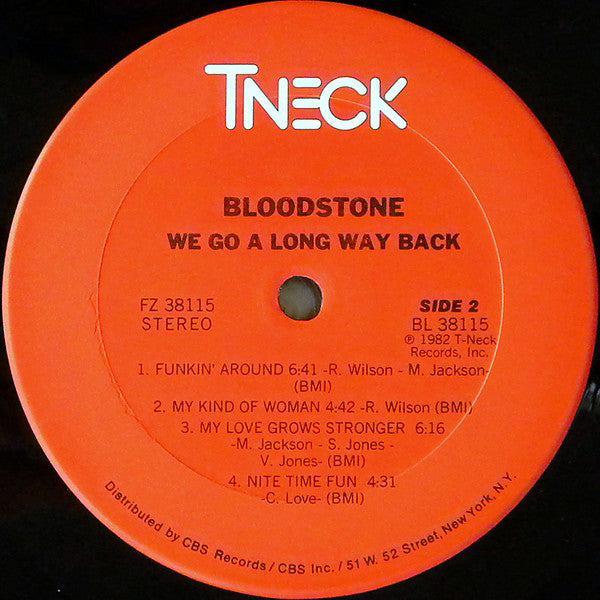 TNECK
BLOODSTONE
WE GO A LONG WAY BACK
FZ 38115
STEREO
SIDE 2
BL 38115
℗ 1982 T-Neck
Records, Inc.
1. FUNKIN' AROUND 6:41 -R. Wilson - M. Jackson-
(BMI)
2. MY KIND OF WOMAN 4:42 -R. Wilson (BMI)
3. MY LOVE GROWS STRONGER 6:16
-M. Jackson - S. Jones -
V. Jones- (BMI)
4. NITE TIME FUN 4:31
-C. Love- (BMI)
Distributed by CBS Records / CBS Inc. / 51 W. 52 Street, New York, N.Y.